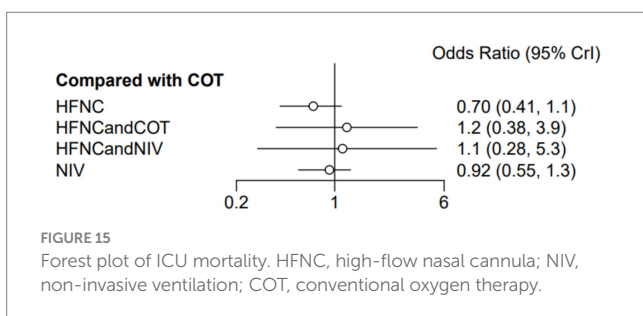 Odds Ratio (95% CrI)
Compared with COT
HFNC 0.70 (0.41, 1.1)
HFNCandCOT 1.2 (0.38, 3.9)
HFNCandNIV 1.1 (0.28, 5.3)
NIV 0.92 (0.55, 1.3)
0.2 1 6
FIGURE 15
Forest plot of ICU mortality. HFNC, high-flow nasal cannula; NIV,
non-invasive ventilation; COT, conventional oxygen therapy.